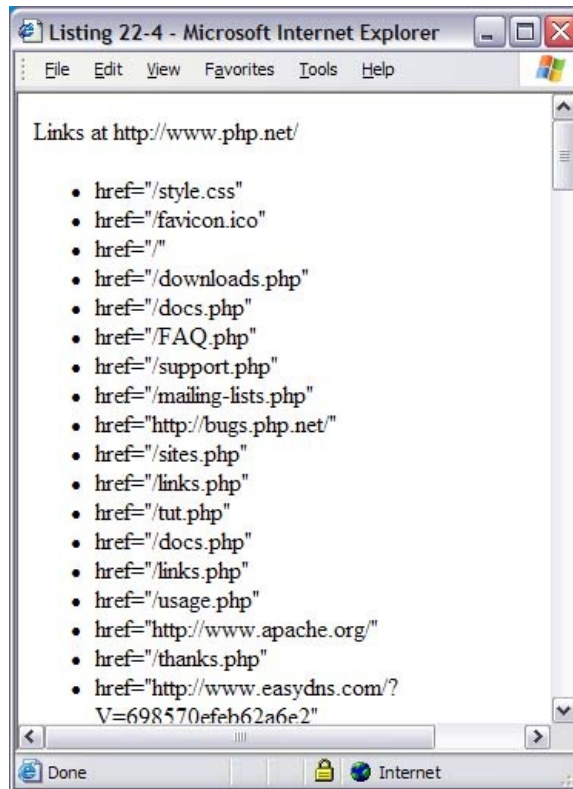 Listing 22-4 - Microsoft Internet Explorer
File Edit View Favorites Tools Help
Links at http://www.php.net/
• href="/style.css"
• href="/favicon.ico"
• href="/"
• href="/downloads.php"
• href="/docs.php"
• href="/FAQ.php"
• href="/support.php"
• href="/mailing-lists.php"
• href="http://bugs.php.net/"
• href="/sites.php"
• href="/links.php"
• href="/tut.php"
• href="/docs.php"
• href="/links.php"
• href="/usage.php"
• href="http://www.apache.org/"
• href="/thanks.php"
• href="http://www.easydns.com/?
V=698570efeb62a6e2"
Done Internet